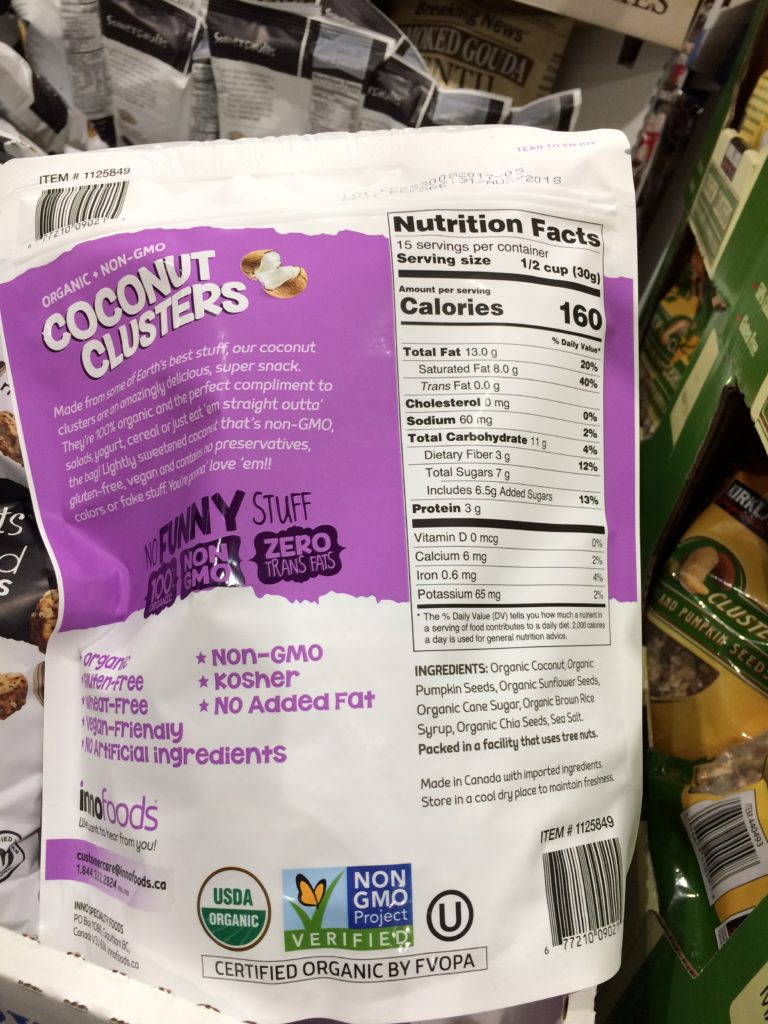 Breaking News
SMOKED GOUDA
TEAR TO ENJOY
ITEM # 1125849
ORGANIC + NON-GMO
COCONUT
CLUSTERS
Made from some of Earth's best stuff, our coconut
clusters are an amazingly delicious, super snack.
They're 100% organic and the perfect compliment to
salads, yogurt, cereal or just eat 'em straight outta'
the bag! Lightly sweetened coconut that's non-GMO,
gluten-free, vegan and contains no preservatives,
colors or fake stuff. You're gonna' love 'em!!
NO FUNNY STUFF
NON
GMO
ZERO
TRANS FATS
Organic
Gluten-Free
Wheat-Free
Vegan-Friendly
No Artificial Ingredients
Non-GMO
Kosher
No Added Fat
innofoods
We want to hear from you!
customercare@innofoods.ca
INNO SPECIALTY FOODS
Nutrition Facts
15 servings per container
Serving size 1/2 cup (30g)
Amount per serving
Calories 160
% Daily Value*
Total Fat 13.0 g 20%
Saturated Fat 8.0 g 40%
Trans Fat 0.0 g
Cholesterol 0 mg 0%
Sodium 60 mg 2%
Total Carbohydrate 11 g 4%
Dietary Fiber 3 g 12%
Total Sugars 7 g
Includes 6.5g Added Sugars 13%
Protein 3 g
Vitamin D 0 mcg 0%
Calcium 6 mg 2%
Iron 0.6 mg 4%
Potassium 65 mg 2%
* The % Daily Value (DV) tells you how much a nutrient in
a serving of food contributes to a daily diet. 2,000 calories
a day is used for general nutrition advice.
INGREDIENTS: Organic Coconut, Organic
Pumpkin Seeds, Organic Sunflower Seeds,
Organic Cane Sugar, Organic Brown Rice
Syrup, Organic Chia Seeds, Sea Salt.
Packed in a facility that uses tree nuts.
Made in Canada with imported ingredients.
Store in a cool dry place to maintain freshness.
ITEM # 1125849
USDA
ORGANIC
NON
GMO
Project
VERIFIED
U
CERTIFIED ORGANIC BY FVOPA
AND PUMPKIN SEEDS
ITEM 440493